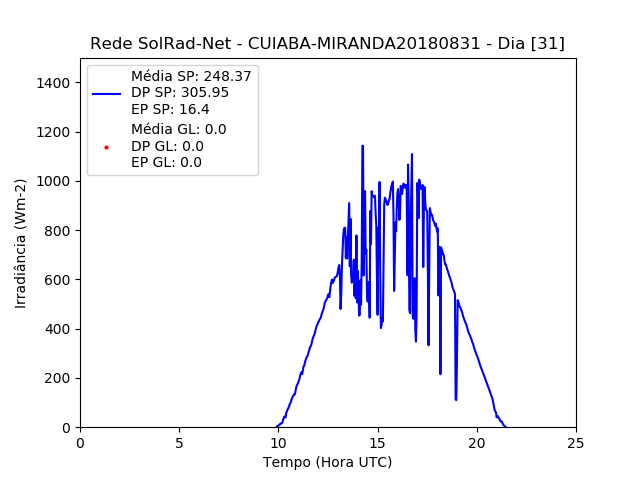 Rede SolRad-Net - CUIABA-MIRANDA20180831 - Dia [31]
Média SP: 248.37
DP SP: 305.95
EP SP: 16.4
Média GL: 0.0
DP GL: 0.0
EP GL: 0.0
Irradiância (Wm-2)
1400
1200
1000
800
600
400
200
0
0 5 10 15 20 25
Tempo (Hora UTC)